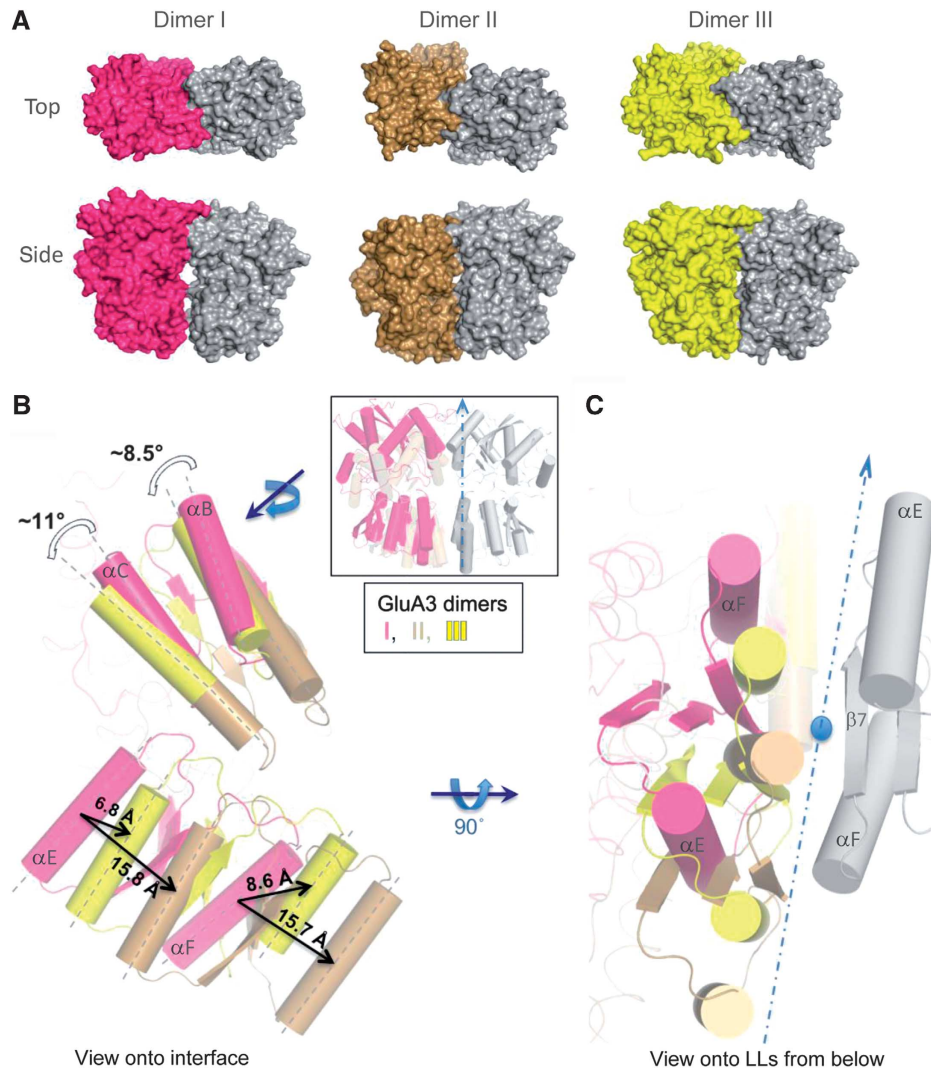 A
Dimer I
Dimer II
Dimer III
Top
Side
B
~8.5°
~11°
αB
αC
GluA3 dimers
I, II, III
6.8 Å
15.8 Å
8.6 Å
15.7 Å
αE
αF
90°
View onto interface
C
αE
αF
β7
αE
αF
View onto LLs from below